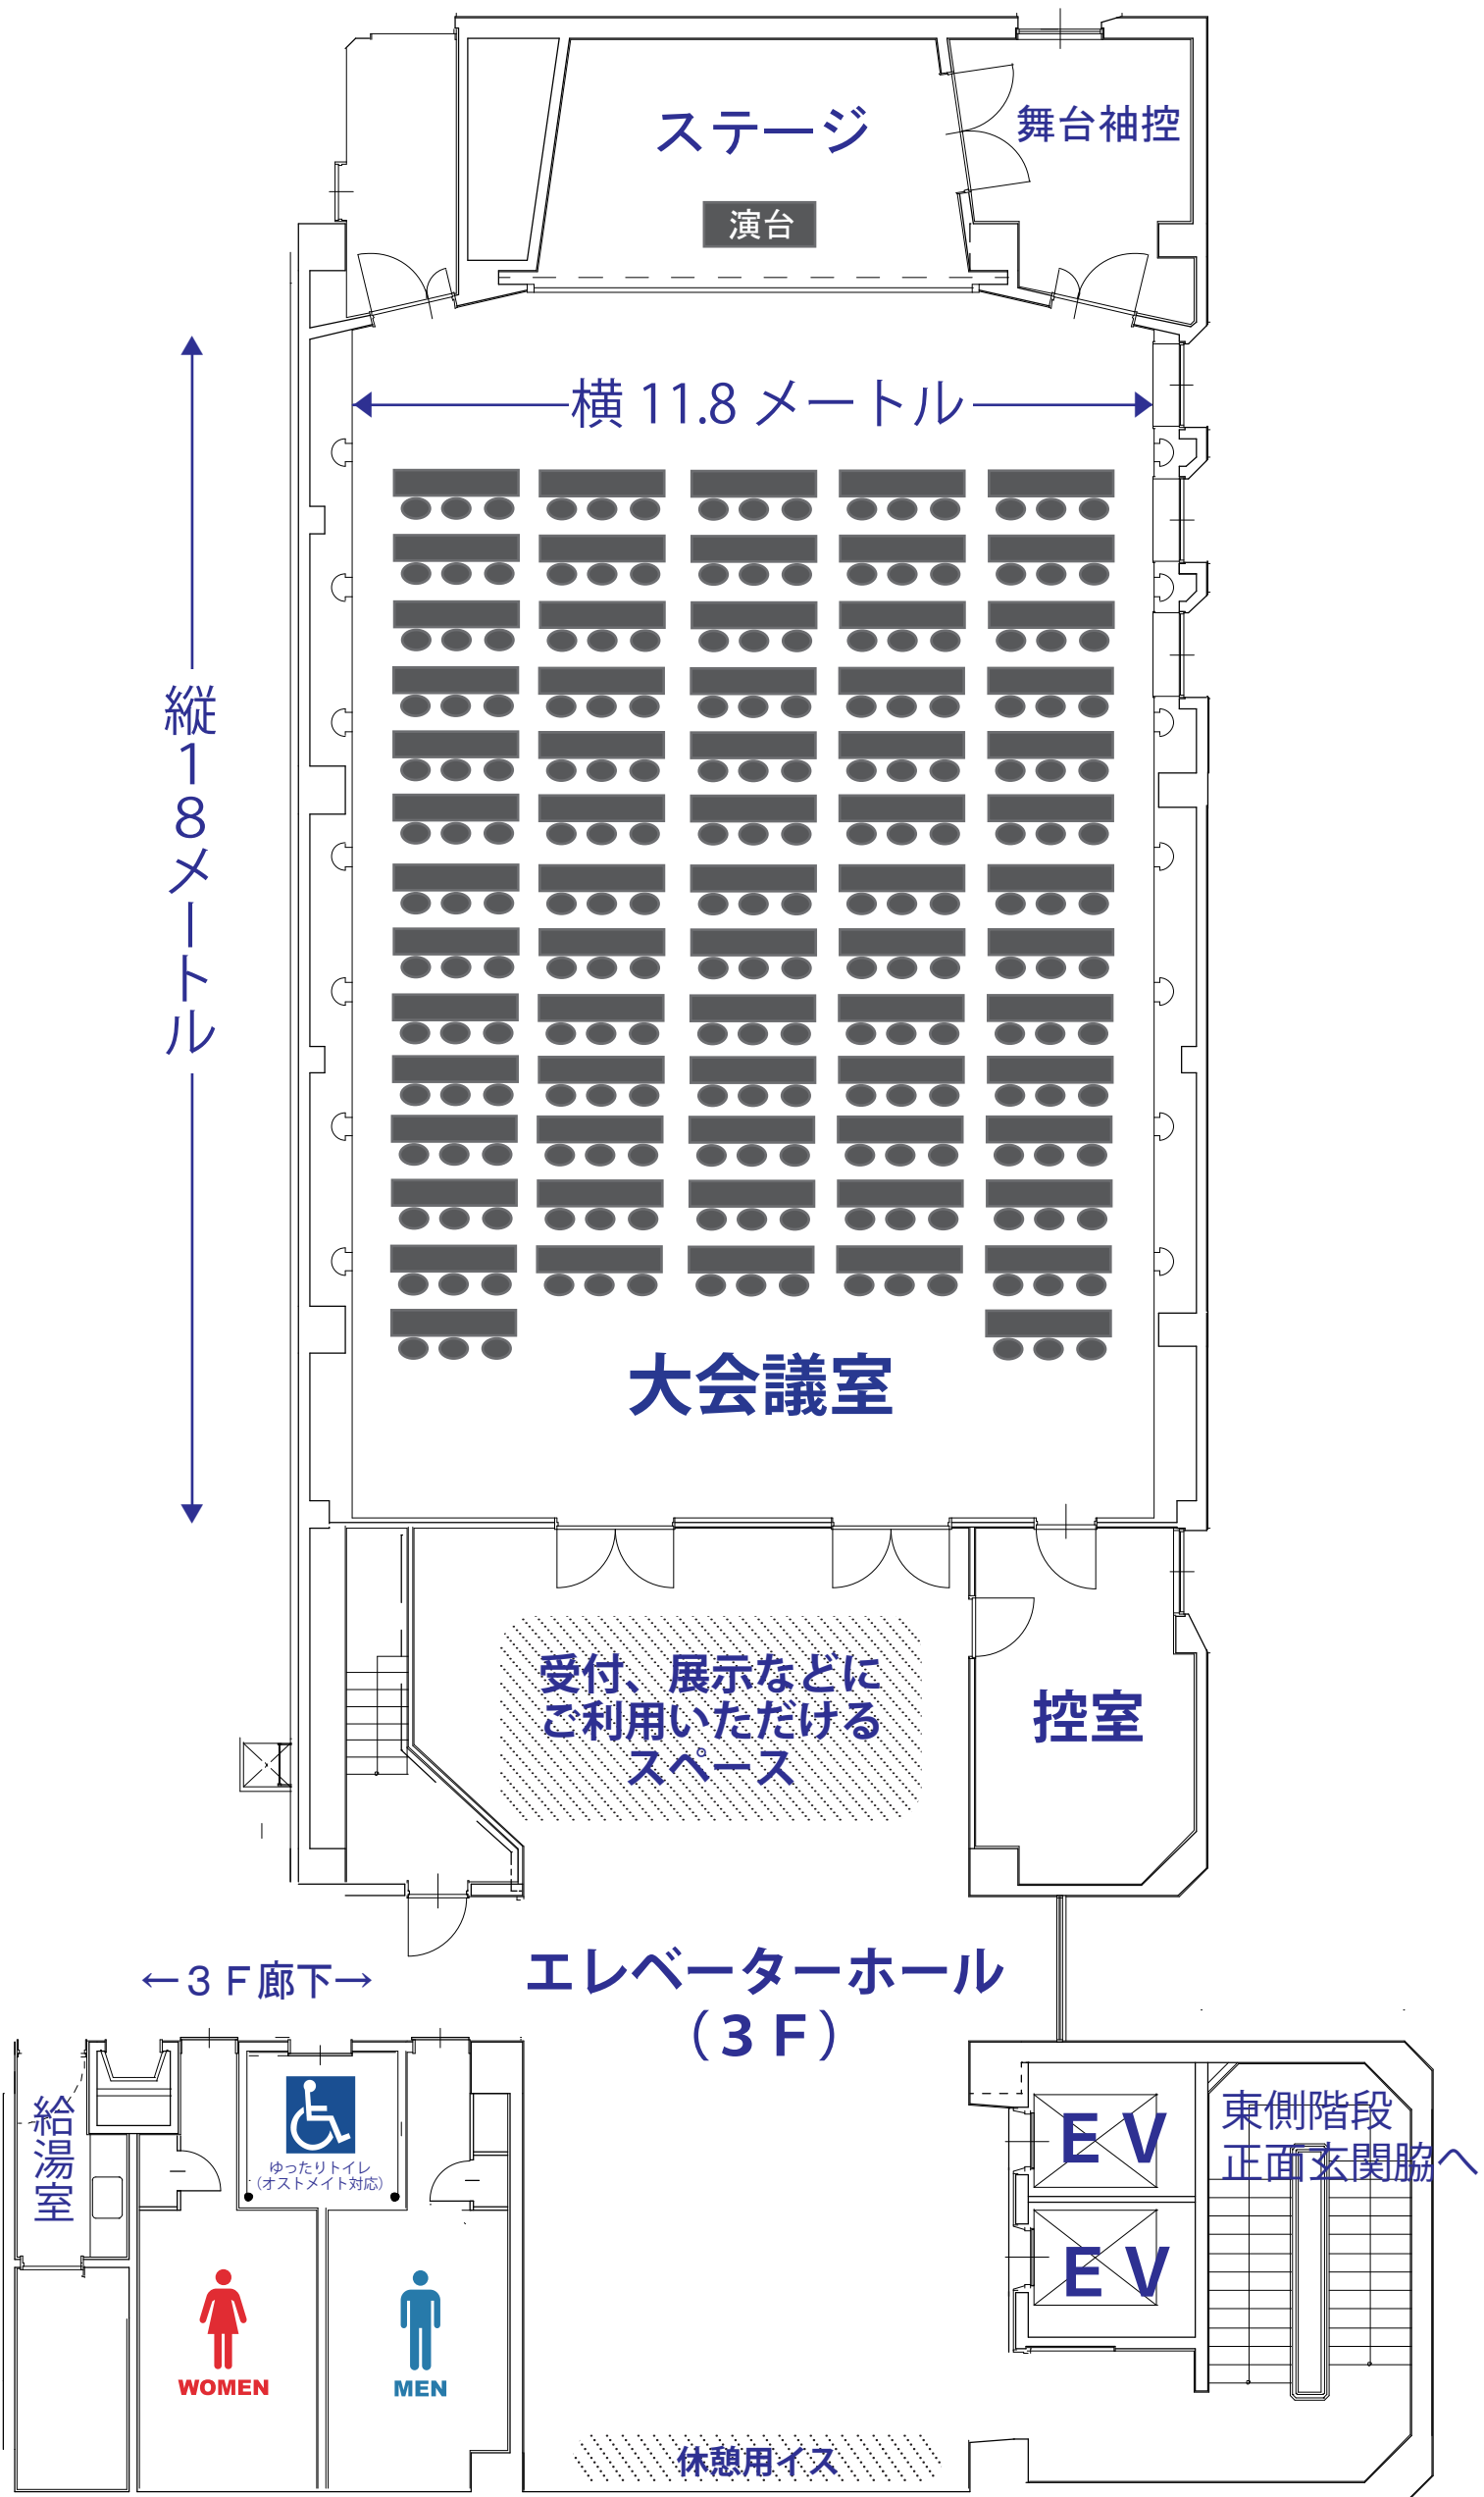 ステージ
舞台袖控
演台
横 11.8 メートル
縦18メートル
大会議室
受付、展示などに
ご利用いただける
スペース
控室
エレベーターホール
（３Ｆ）
←３Ｆ廊下→
給湯室
ゆったりトイレ
（オストメイト対応）
ＥＶ
東側階段
正面玄関脇へ
ＥＶ
WOMEN
MEN
休憩用イス